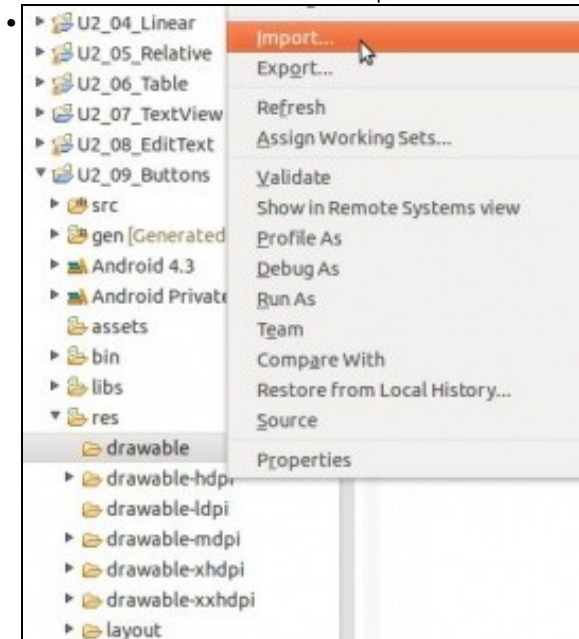 U2_04_Linear
U2_05_Relative
U2_06_Table
U2_07_TextView
U2_08_EditText
U2_09_Buttons
src
gen [Generated
Android 4.3
Android Private
assets
bin
libs
res
drawable
drawable-hdpi
drawable-ldpi
drawable-mdpi
drawable-xhdpi
drawable-xxhdpi
layout
Import...
Export...
Refresh
Assign Working Sets...
Validate
Show in Remote Systems view
Profile As
Debug As
Run As
Team
Compare With
Restore from Local History...
Source
Properties